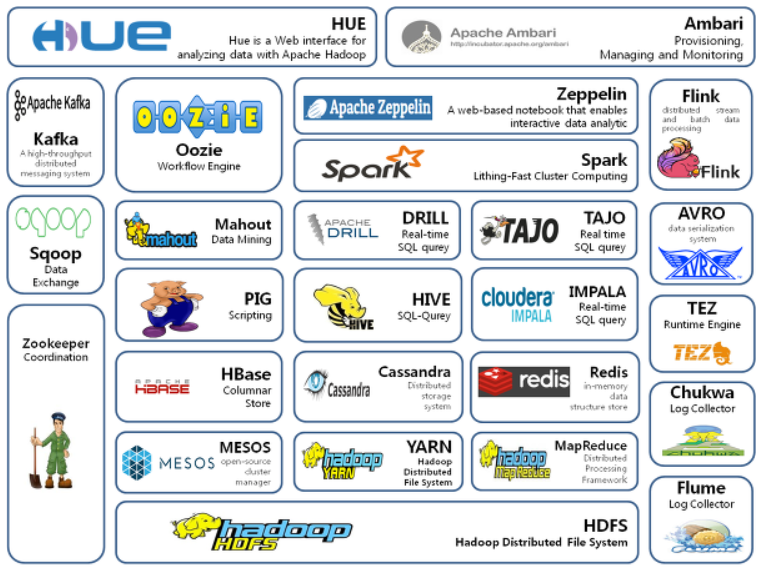 HUE
HUE
Hue is a Web interface for
analyzing data with Apache Hadoop
Apache Ambari
http://incubator.apache.org/ambari
Ambari
Provisioning,
Managing and Monitoring
Apache Kafka
Kafka
A high-throughput
distributed
messaging system
OOZiE
Oozie
Workflow Engine
Apache Zeppelin
Zeppelin
A web-based notebook that enables
interactive data analytic
Spark
Spark
Lithing-Fast Cluster Computing
Flink
distributed stream
and batch data
processing
Flink
sqoop
Sqoop
Data
Exchange
mahout
Mahout
Data Mining
APACHE
DRILL
DRILL
Real-time
SQL qurey
TAJO
TAJO
Real time
SQL qurey
AVRO
data serialization
system
AVRO
Zookeeper
Coordination
PIG
Scripting
HIVE
HIVE
SQL-Qurey
cloudera
IMPALA
IMPALA
Real-time
SQL query
TEZ
Runtime Engine
TEZ
APACHE
HBASE
HBase
Columnar
Store
Cassandra
Cassandra
Distributed
storage
system
redis
Redis
in-memory
data
structure store
Chukwa
Log Collector
chukwa
MESOS
MESOS
open-source
cluster
manager
hadoop
YARN
YARN
Hadoop
Distributed
File System
hadoop
MapReduce
MapReduce
Distributed
Processing
Framework
Flume
Log Collector
hadoop
HDFS
HDFS
Hadoop Distributed File System